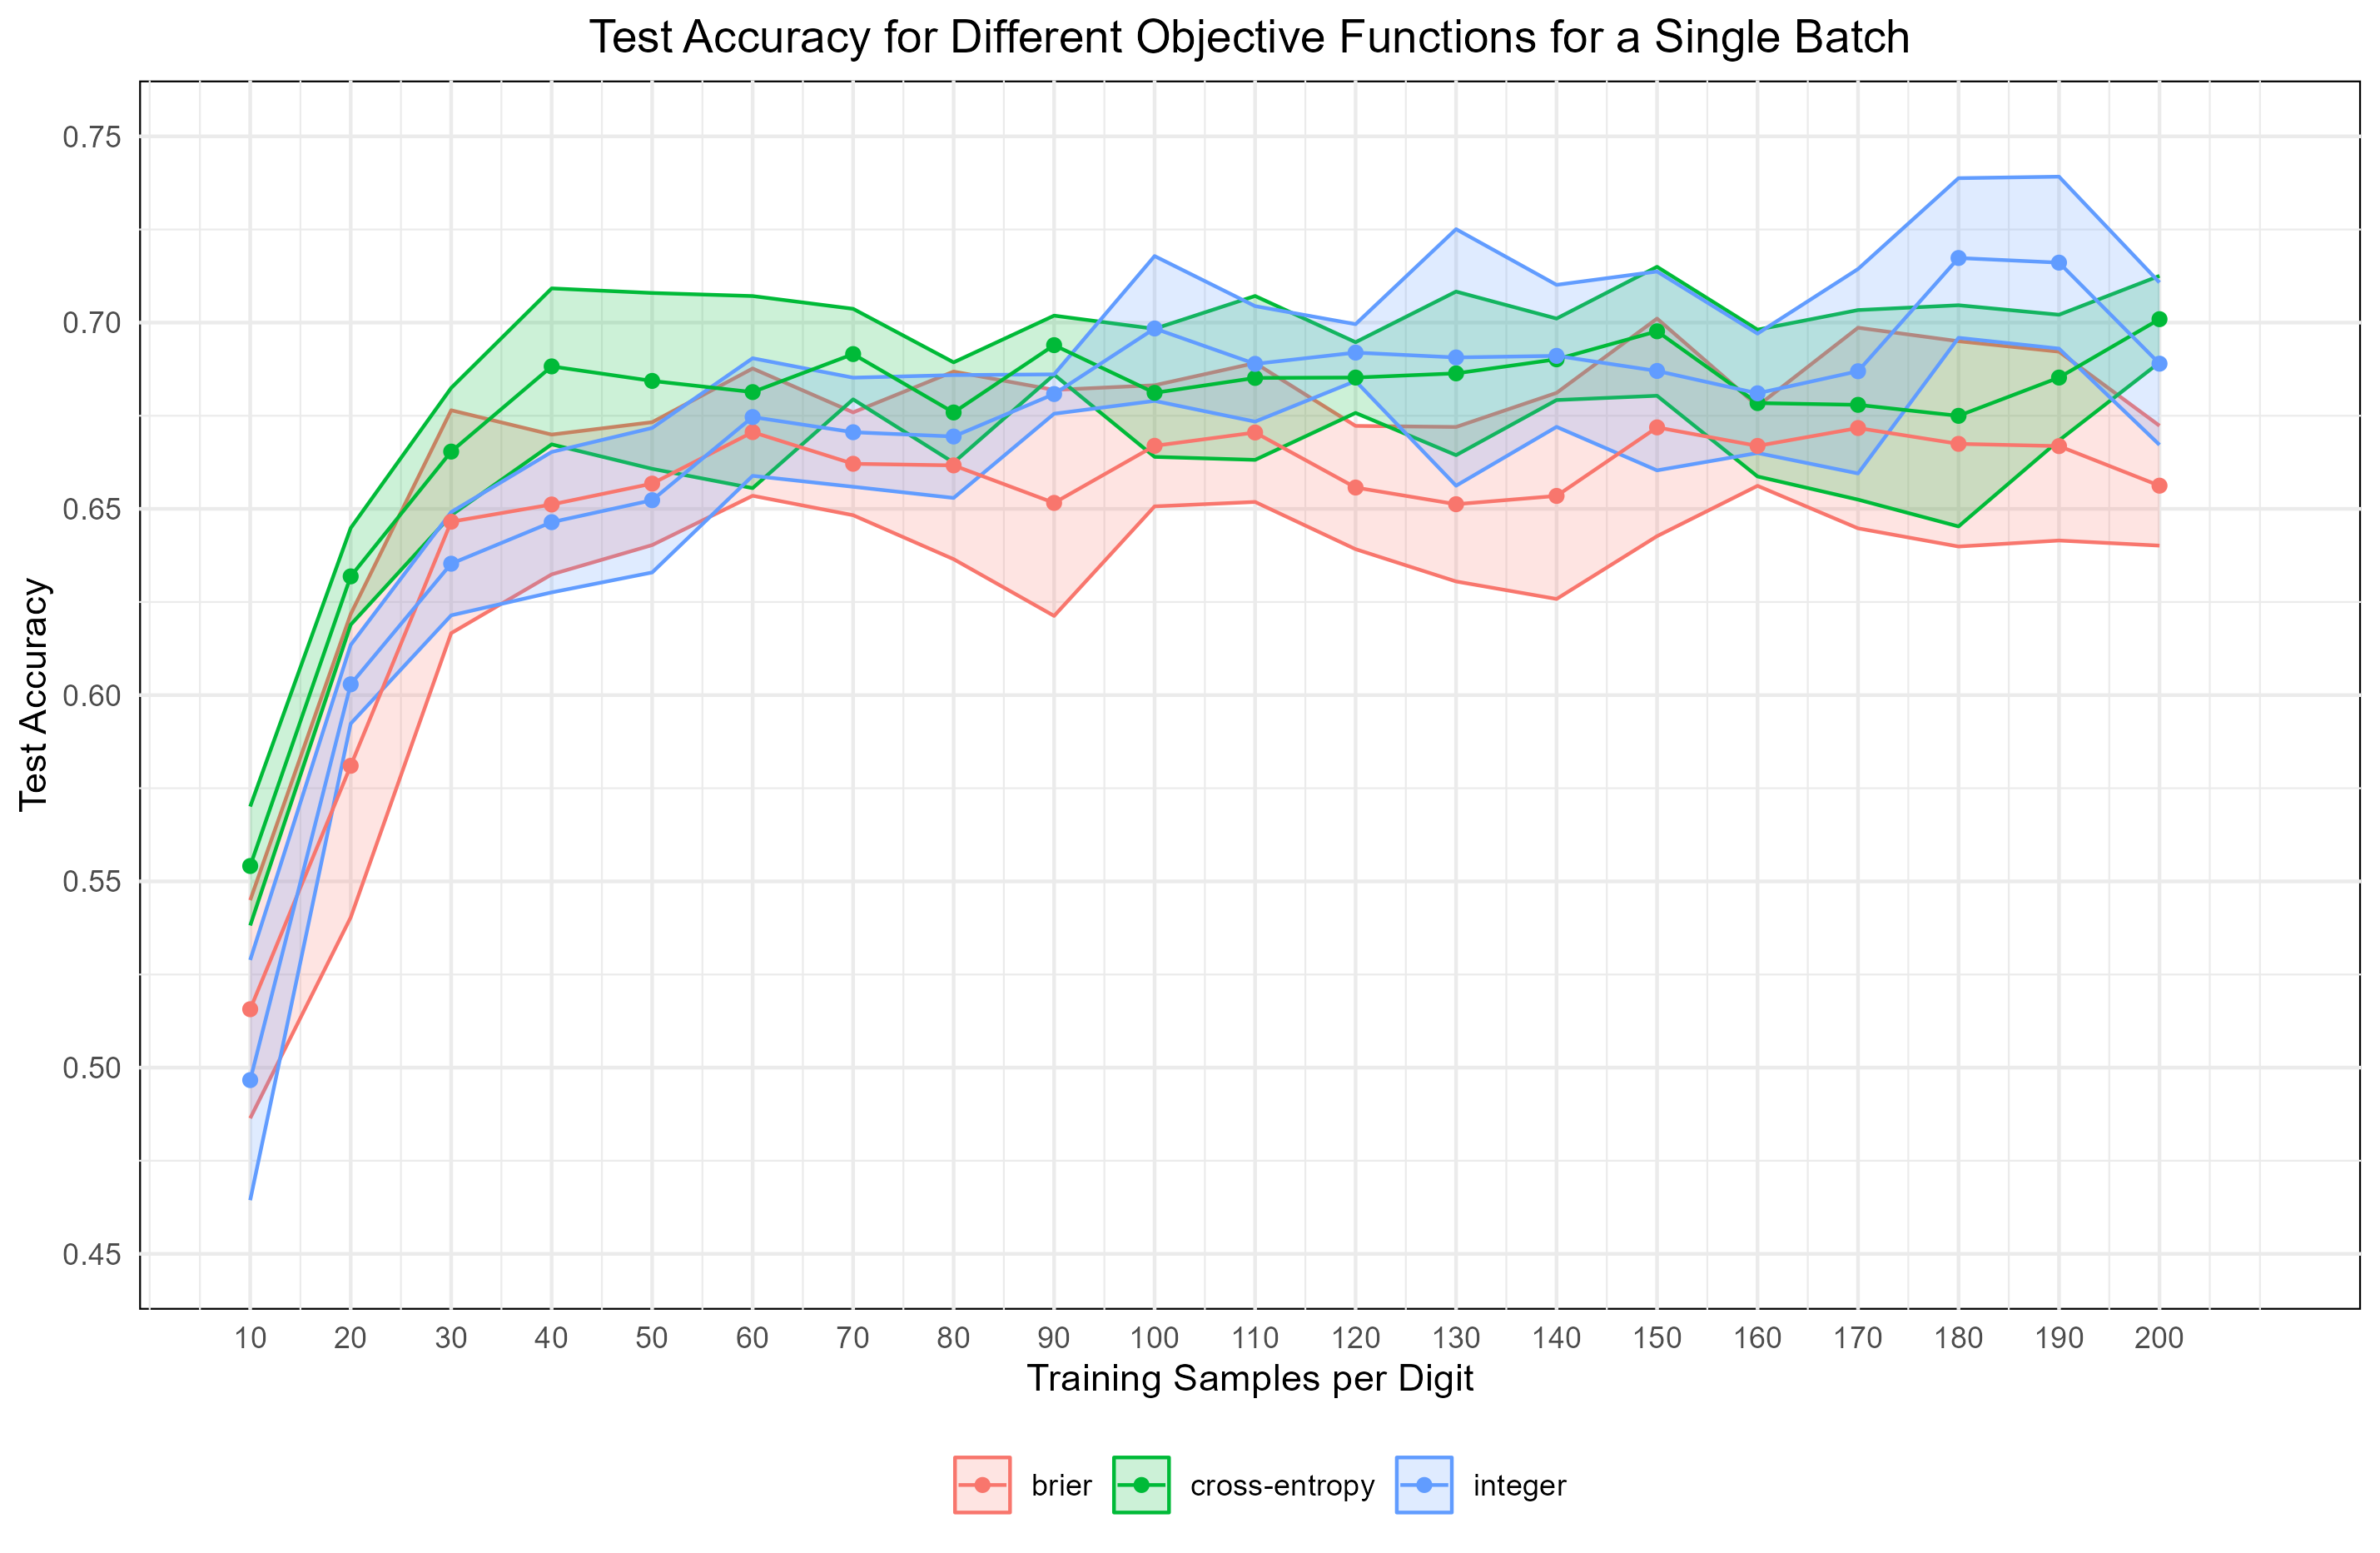 Test Accuracy for Different Objective Functions for a Single Batch
Test Accuracy
0.75
0.70
0.65
0.60
0.55
0.50
0.45
10 20 30 40 50 60 70 80 90 100 110 120 130 140 150 160 170 180 190 200
Training Samples per Digit
brier cross-entropy integer